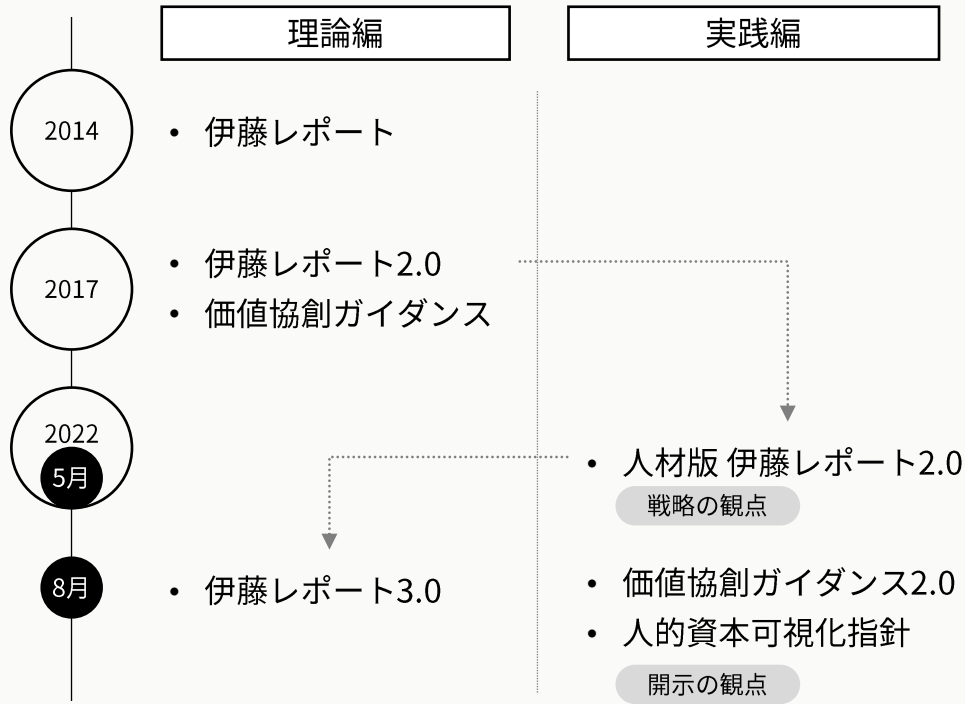 理論編
実践編
2014
• 伊藤レポート
2017
• 伊藤レポート2.0
• 価値協創ガイダンス
2022
5月
• 人材版 伊藤レポート2.0
戦略の観点
8月
• 伊藤レポート3.0
• 価値協創ガイダンス2.0
• 人的資本可視化指針
開示の観点